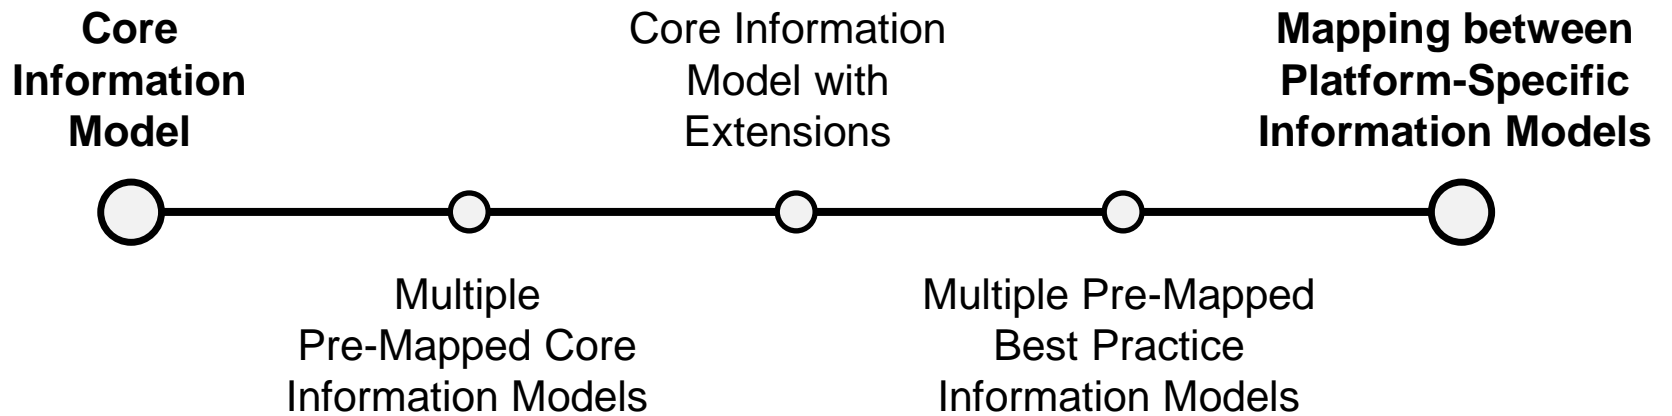 Core
Information
Model
Core Information
Model with
Extensions
Mapping between
Platform-Specific
Information Models
Multiple
Pre-Mapped Core
Information Models
Multiple Pre-Mapped
Best Practice
Information Models